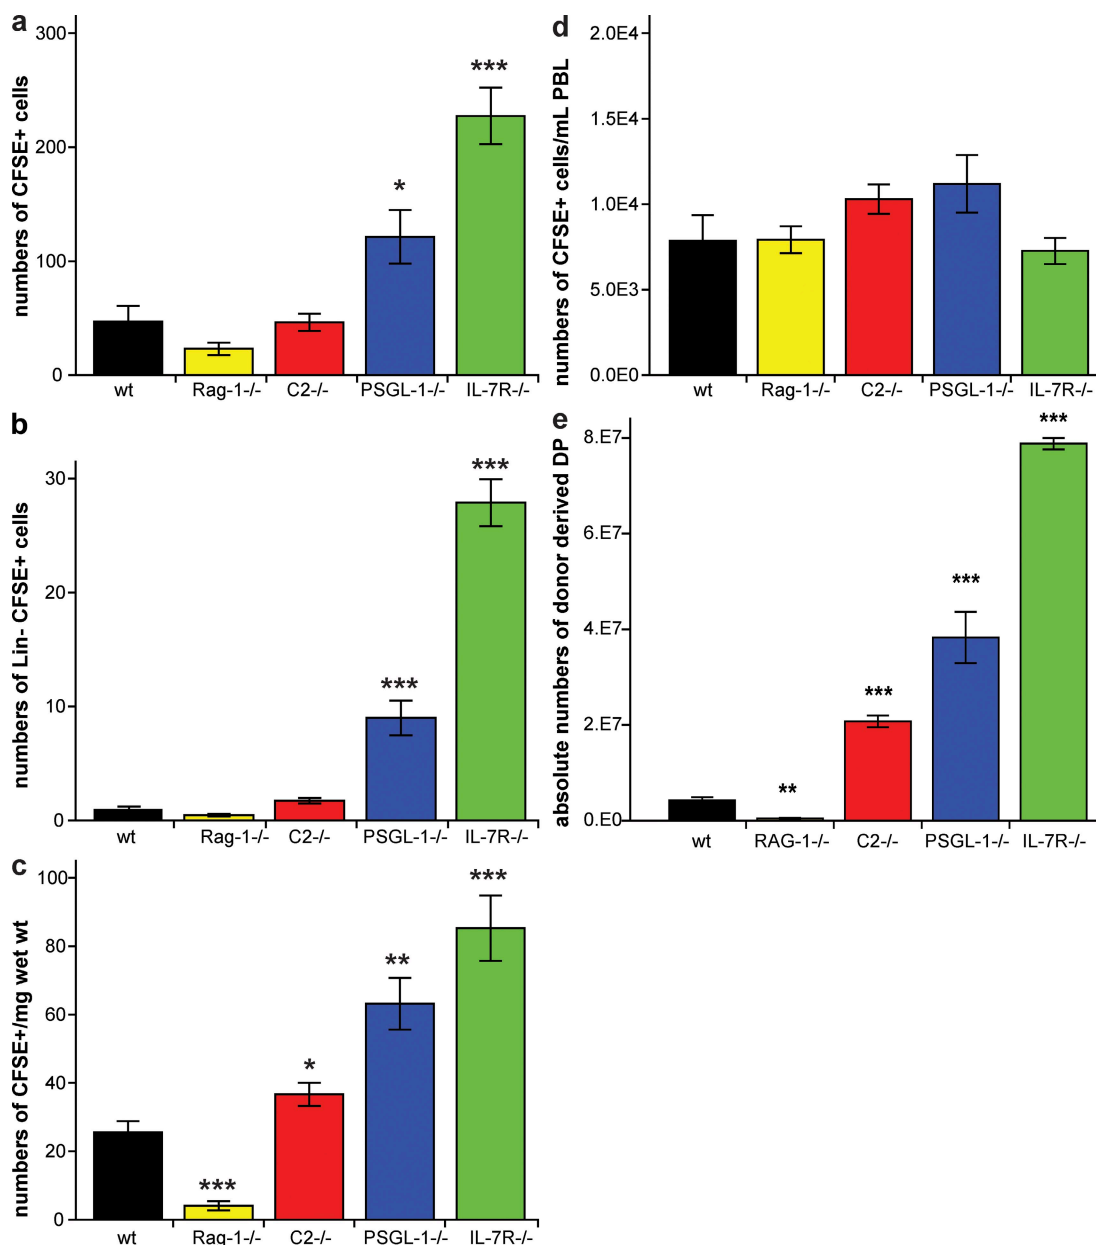 a
numbers of CFSE+ cells
300
200
100
0
***
*
wt Rag-1-/- C2-/- PSGL-1-/- IL-7R-/-
b
numbers of Lin- CFSE+ cells
30
20
10
0
***
***
wt Rag-1-/- C2-/- PSGL-1-/- IL-7R-/-
c
numbers of CFSE+/mg wet wt
100
80
60
40
20
0
***
**
*
***
wt Rag-1-/- C2-/- PSGL-1-/- IL-7R-/-
d
numbers of CFSE+ cells/mL PBL
2.0E4
1.5E4
1.0E4
5.0E3
0.0E0
wt Rag-1-/- C2-/- PSGL-1-/- IL-7R-/-
e
absolute numbers of donor derived DP
8.E7
6.E7
4.E7
2.E7
0.E0
***
***
***
**
wt RAG-1-/- C2-/- PSGL-1-/- IL-7R-/-